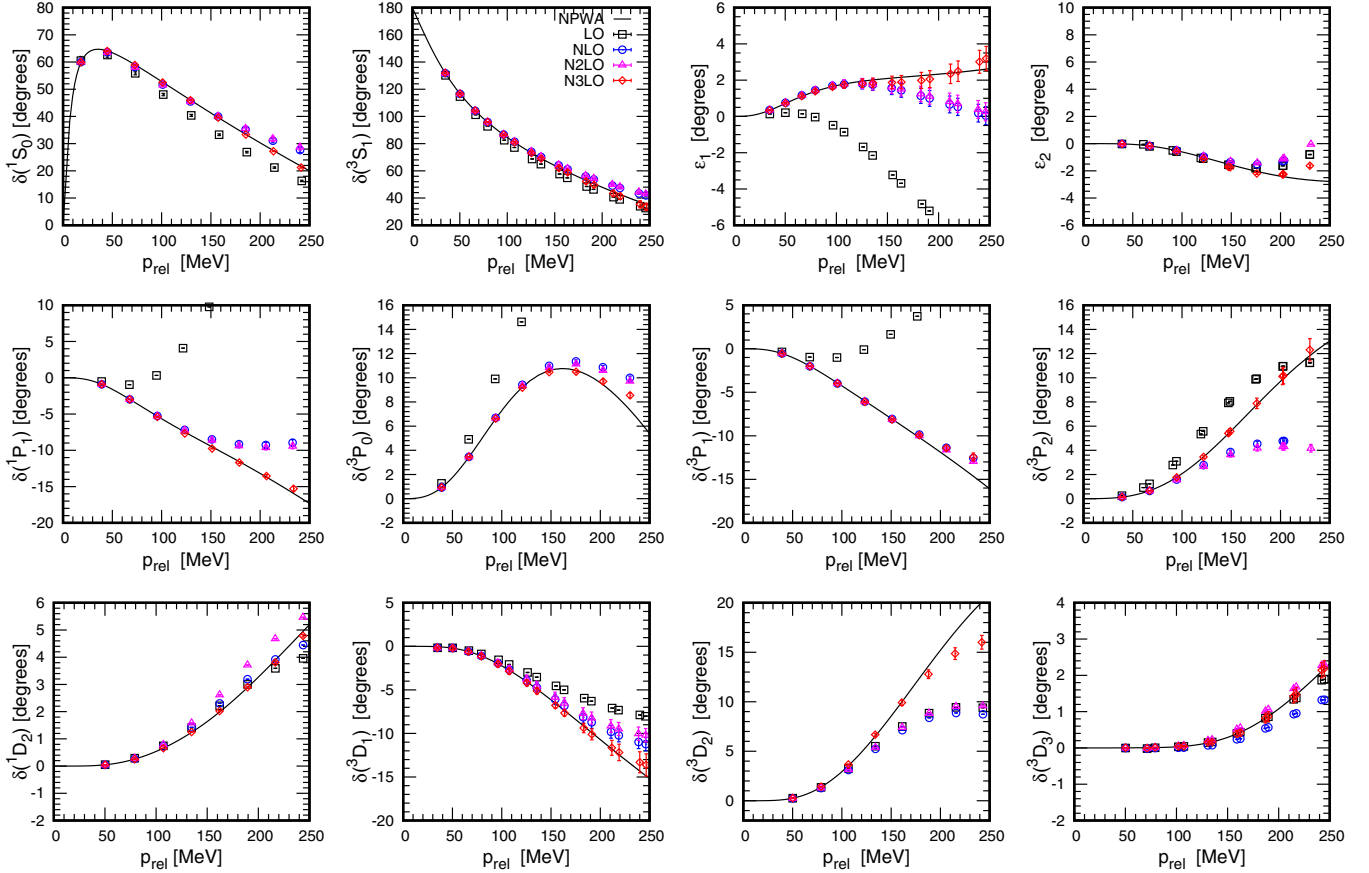 δ(¹S₀) [degrees]
80
70
60
50
40
30
20
10
0
0 50 100 150 200 250
p_rel [MeV]
δ(³S₁) [degrees]
180
160
140
120
100
80
60
40
20
0 50 100 150 200 250
p_rel [MeV]
NPWA
LO
NLO
N2LO
N3LO
ε₁ [degrees]
6
4
2
0
-2
-4
-6
0 50 100 150 200 250
p_rel [MeV]
ε₂ [degrees]
10
8
6
4
2
0
-2
-4
-6
0 50 100 150 200 250
p_rel [MeV]
δ(¹P₁) [degrees]
10
5
0
-5
-10
-15
-20
0 50 100 150 200 250
p_rel [MeV]
δ(³P₀) [degrees]
16
14
12
10
8
6
4
2
0
-2
0 50 100 150 200 250
p_rel [MeV]
δ(³P₁) [degrees]
5
0
-5
-10
-15
-20
0 50 100 150 200 250
p_rel [MeV]
δ(³P₂) [degrees]
16
14
12
10
8
6
4
2
0
-2
0 50 100 150 200 250
p_rel [MeV]
δ(¹D₂) [degrees]
6
5
4
3
2
1
0
-1
-2
0 50 100 150 200 250
p_rel [MeV]
δ(³D₁) [degrees]
5
0
-5
-10
-15
-20
0 50 100 150 200 250
p_rel [MeV]
δ(³D₂) [degrees]
20
15
10
5
0
0 50 100 150 200 250
p_rel [MeV]
δ(³D₃) [degrees]
4
3
2
1
0
-1
-2
0 50 100 150 200 250
p_rel [MeV]